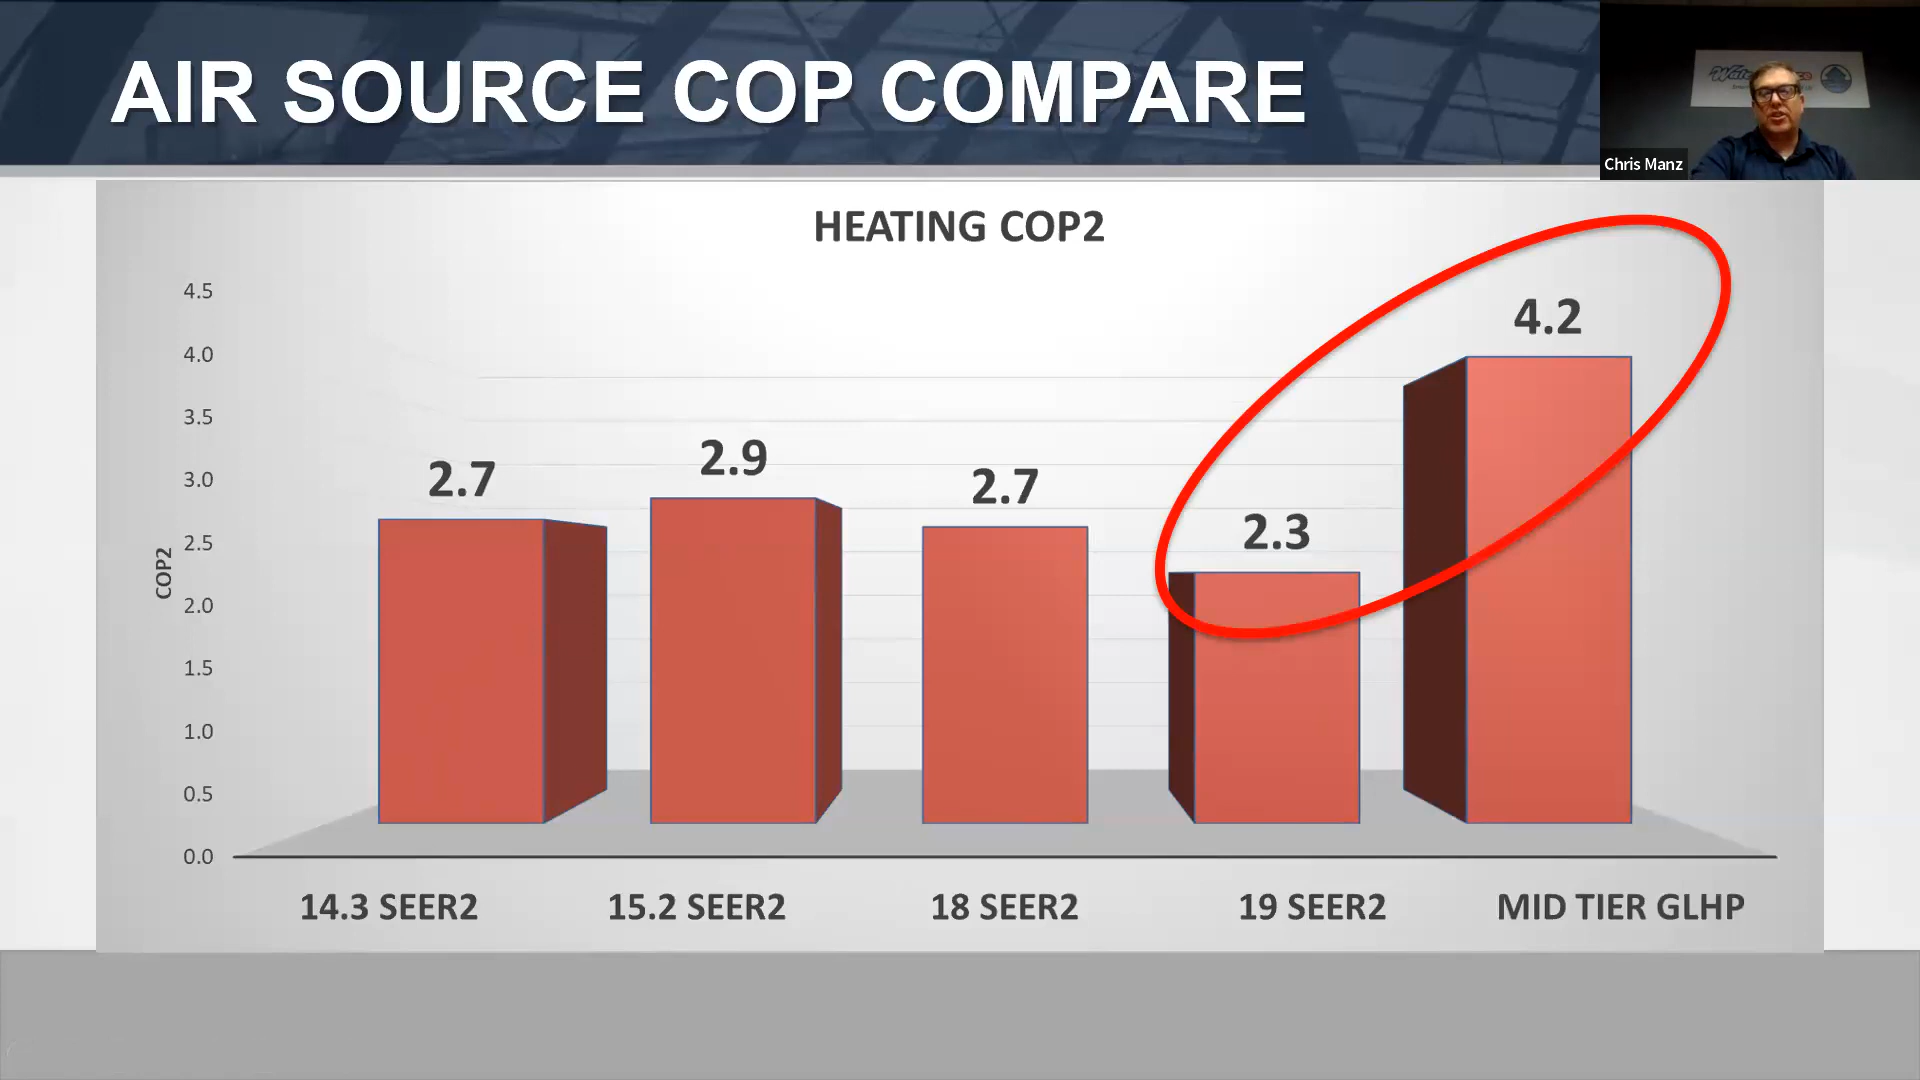 AIR SOURCE COP COMPARE
Chris Manz
HEATING COP2
4.5
4.0
3.5
3.0
2.5
2.0
1.5
1.0
0.5
0.0
COP2
2.7
2.9
2.7
2.3
4.2
14.3 SEER2
15.2 SEER2
18 SEER2
19 SEER2
MID TIER GLHP